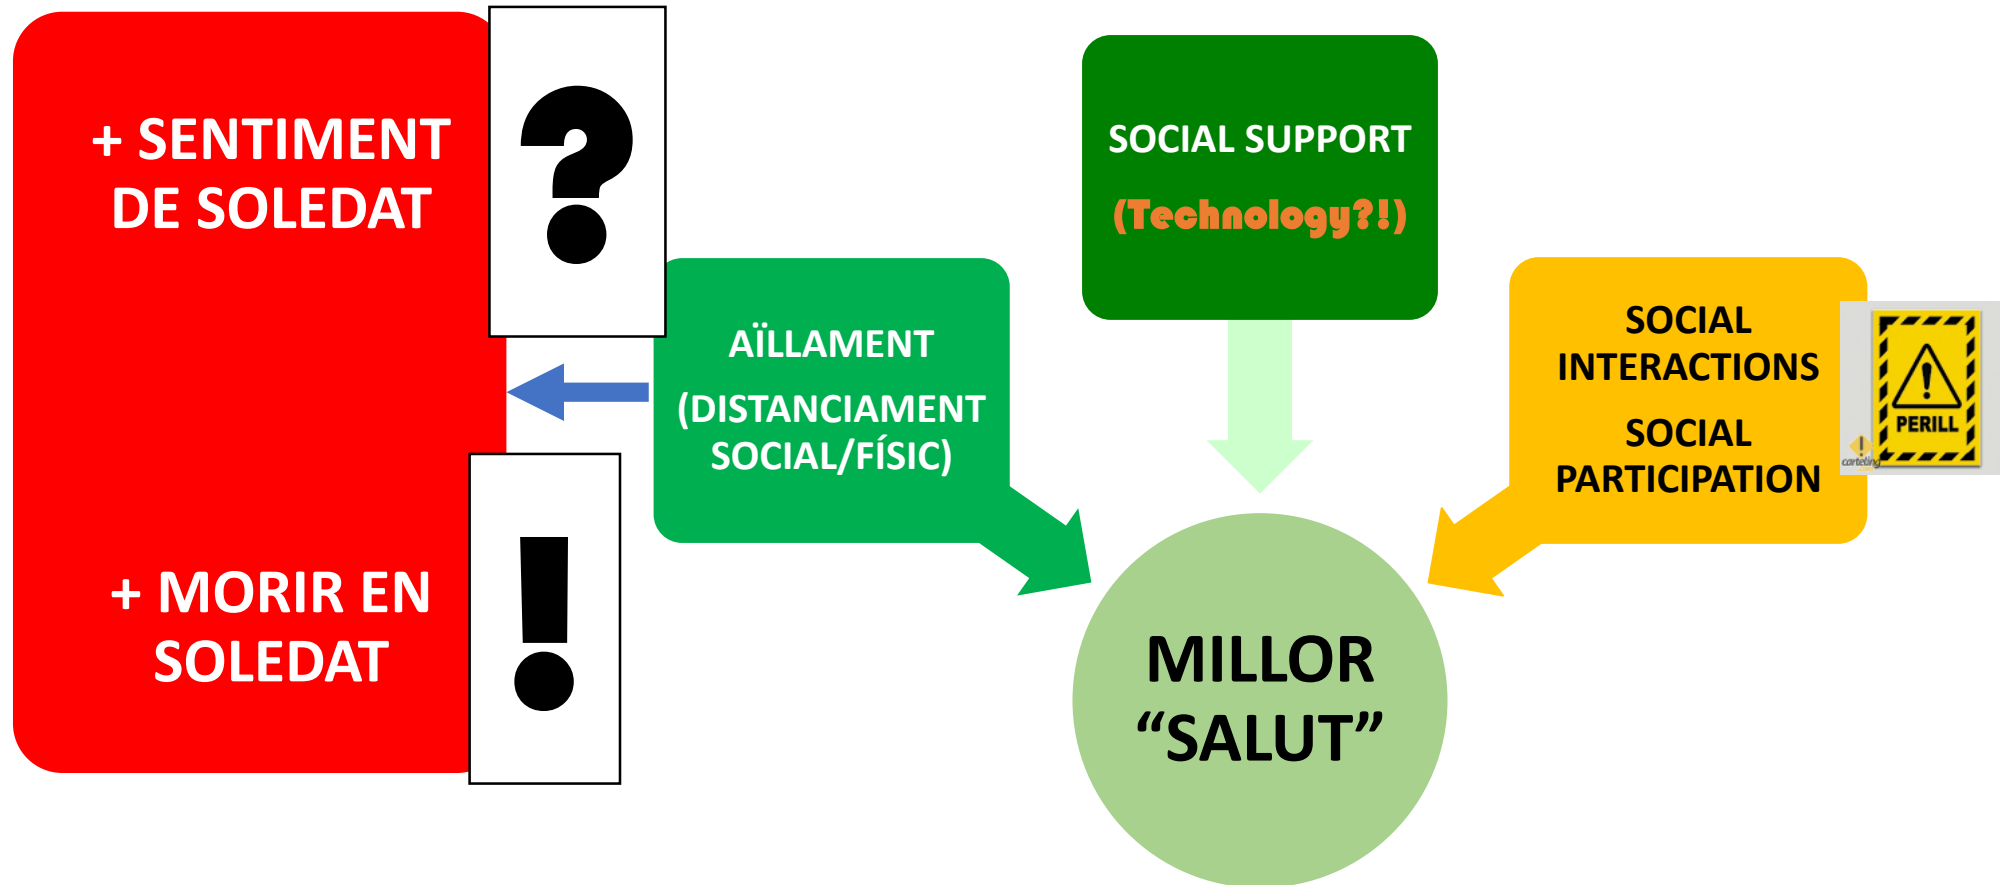 + SENTIMENT
DE SOLEDAT
?
+ MORIR EN
SOLEDAT
!
AÏLLAMENT
(DISTANCIAMENT
SOCIAL/FÍSIC)
SOCIAL SUPPORT
(Technology?!)
SOCIAL
INTERACTIONS
SOCIAL
PARTICIPATION
PERILL
carteling
MILLOR
“SALUT”